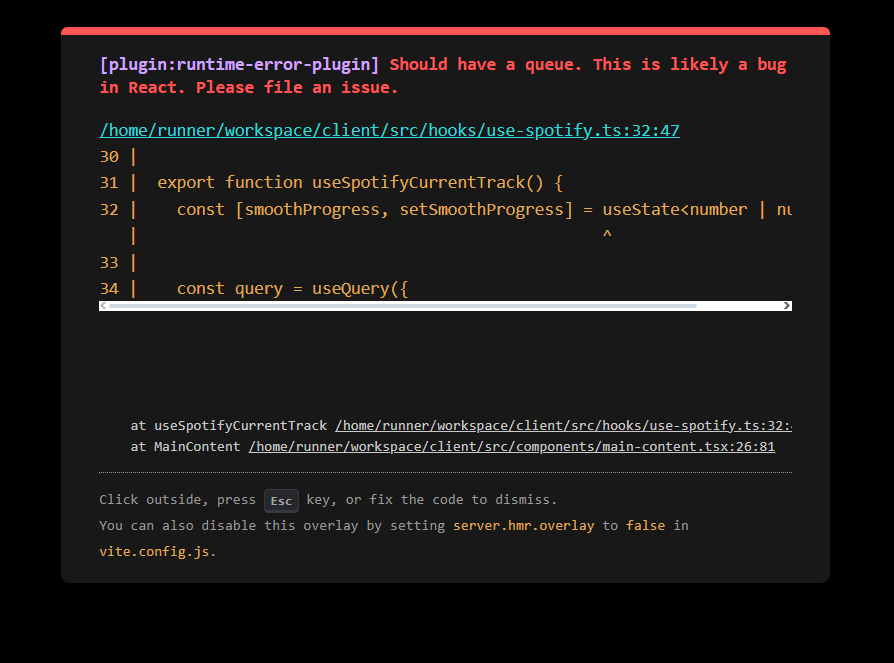 [plugin:runtime-error-plugin] Should have a queue. This is likely a bug
in React. Please file an issue.
/home/runner/workspace/client/src/hooks/use-spotify.ts:32:47
30 |
31 |  export function useSpotifyCurrentTrack() {
32 |    const [smoothProgress, setSmoothProgress] = useState<number | nu
|                                                ^
33 |
34 |    const query = useQuery({
at useSpotifyCurrentTrack /home/runner/workspace/client/src/hooks/use-spotify.ts:32:
at MainContent /home/runner/workspace/client/src/components/main-content.tsx:26:81
Click outside, press Esc key, or fix the code to dismiss.
You can also disable this overlay by setting server.hmr.overlay to false in
vite.config.js.